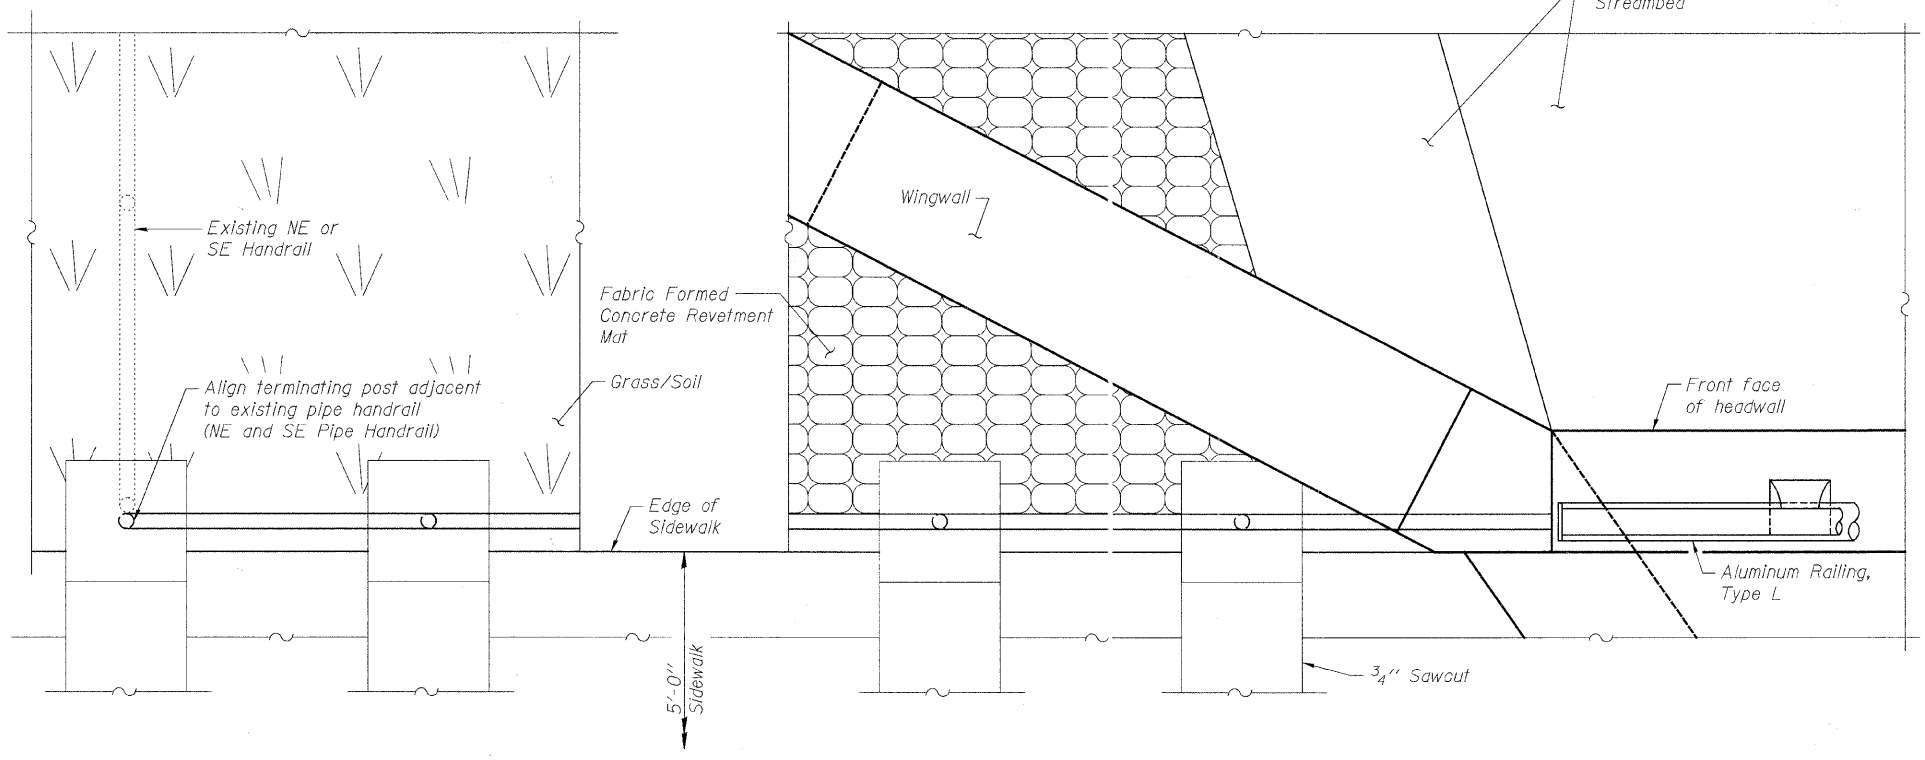 Streambed
Wingwall
Existing NE or
SE Handrail
Fabric Formed
Concrete Revetment
Mat
Align terminating post adjacent
to existing pipe handrail
(NE and SE Pipe Handrail)
Grass/Soil
Front face
of headwall
Edge of
Sidewalk
Aluminum Railing,
Type L
5'-0"
Sidewalk
3/4" Sawcut